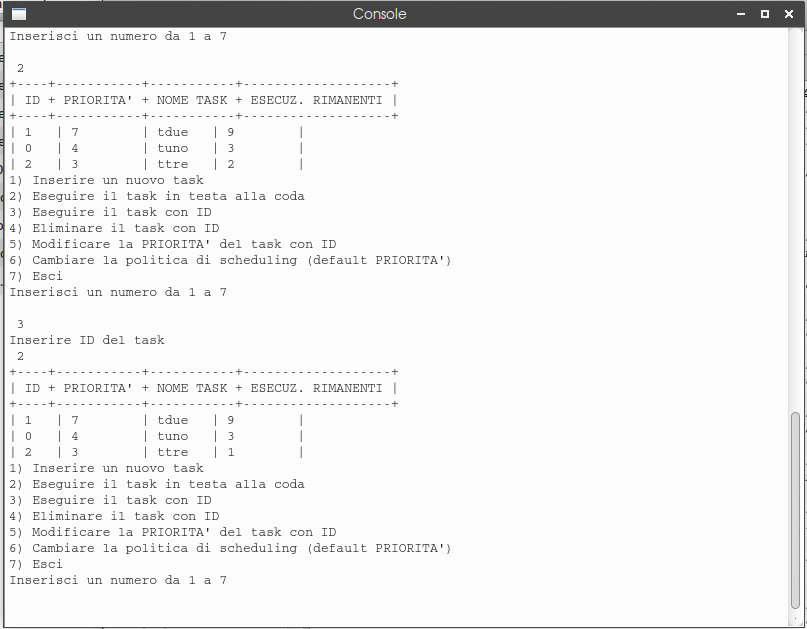 Console
Inserisci un numero da 1 a 7
2
+----+-----------+-----------+-------------------+
| ID + PRIORITA' + NOME TASK + ESECUZ. RIMANENTI |
+----+-----------+-----------+-------------------+
| 1   | 7        | tdue   | 9        |
| 0   | 4        | tuno   | 3        |
| 2   | 3        | ttre   | 2        |
1) Inserire un nuovo task
2) Eseguire il task in testa alla coda
3) Eseguire il task con ID
4) Eliminare il task con ID
5) Modificare la PRIORITA' del task con ID
6) Cambiare la politica di scheduling (default PRIORITA')
7) Esci
Inserisci un numero da 1 a 7
3
Inserire ID del task
2
+----+-----------+-----------+-------------------+
| ID + PRIORITA' + NOME TASK + ESECUZ. RIMANENTI |
+----+-----------+-----------+-------------------+
| 1   | 7        | tdue   | 9        |
| 0   | 4        | tuno   | 3        |
| 2   | 3        | ttre   | 1        |
1) Inserire un nuovo task
2) Eseguire il task in testa alla coda
3) Eseguire il task con ID
4) Eliminare il task con ID
5) Modificare la PRIORITA' del task con ID
6) Cambiare la politica di scheduling (default PRIORITA')
7) Esci
Inserisci un numero da 1 a 7